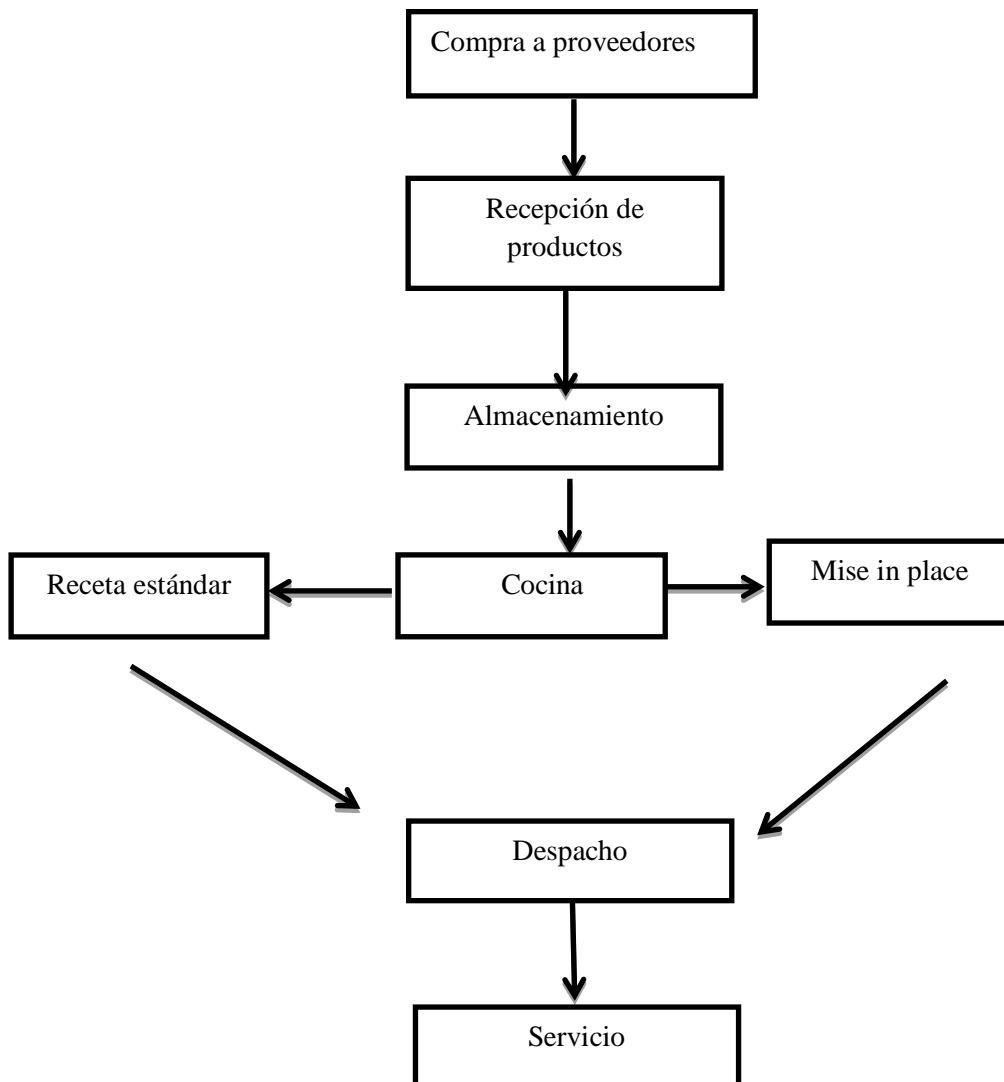 Compra a proveedores
Recepción de
productos
Almacenamiento
Receta estándar
Cocina
Mise in place
Despacho
Servicio